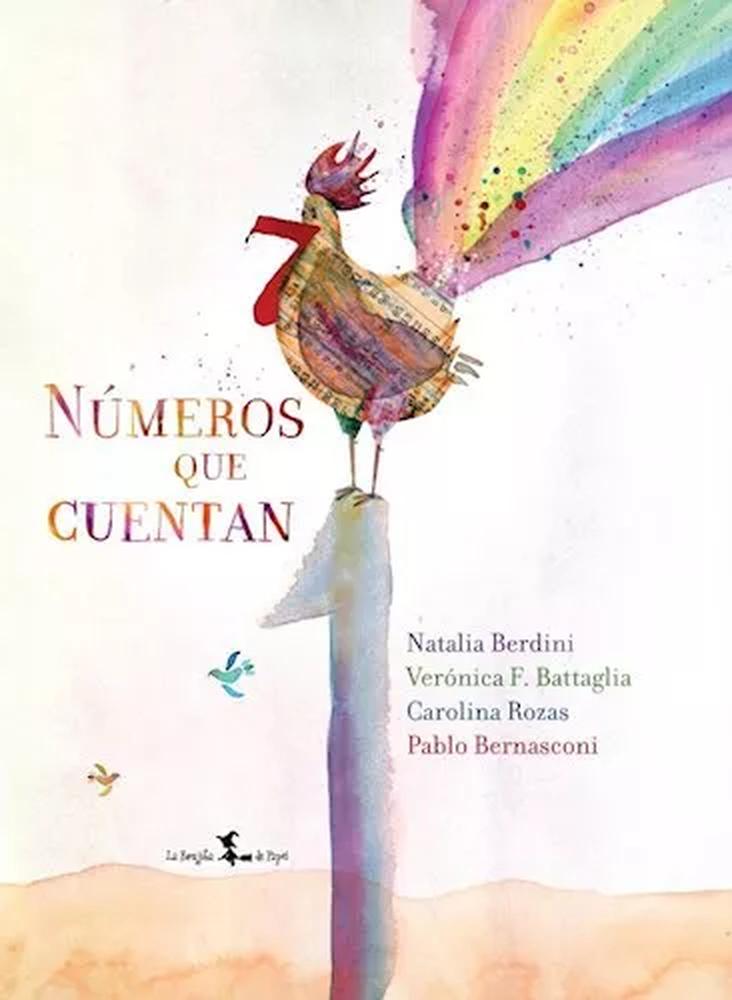 NÚMEROS
QUE
CUENTAN
Natalia Berdini
Verónica F. Battaglia
Carolina Rozas
Pablo Bernasconi
La Brujita de Papel